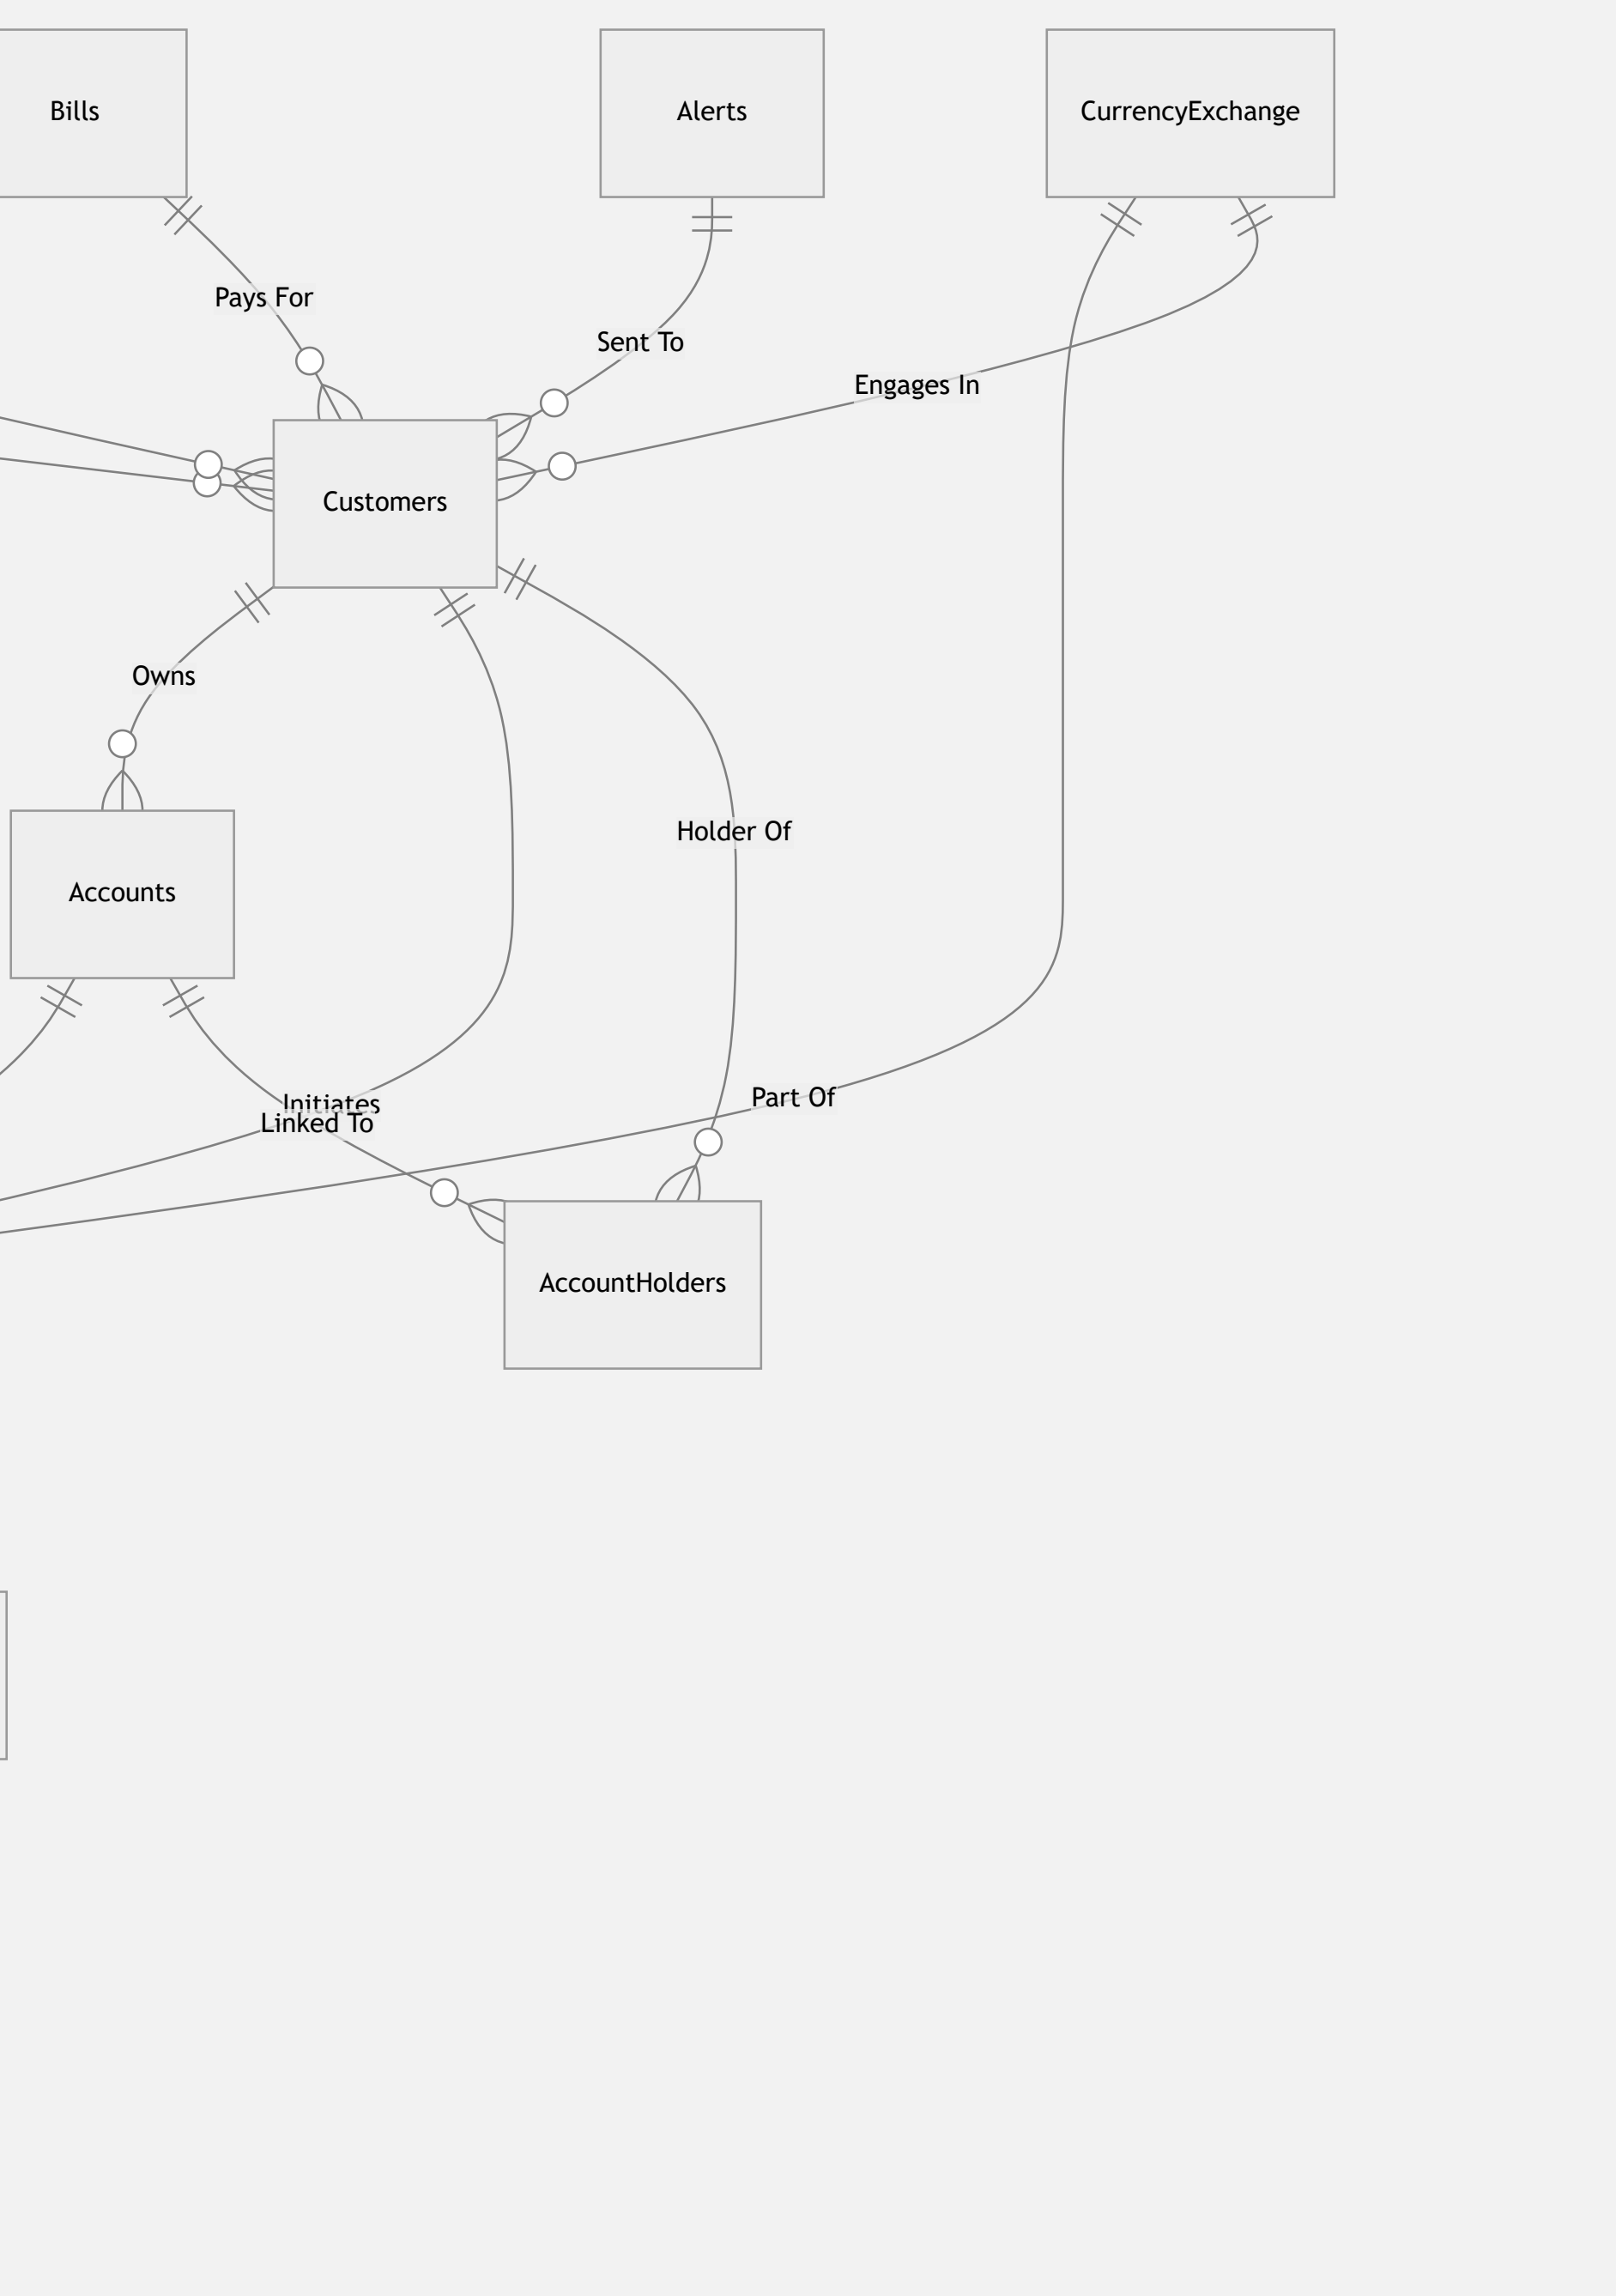 Bills
Alerts
CurrencyExchange
Pays For
Sent To
Engages In
Customers
Owns
Holder Of
Accounts
Initiates
Linked To
Part Of
AccountHolders